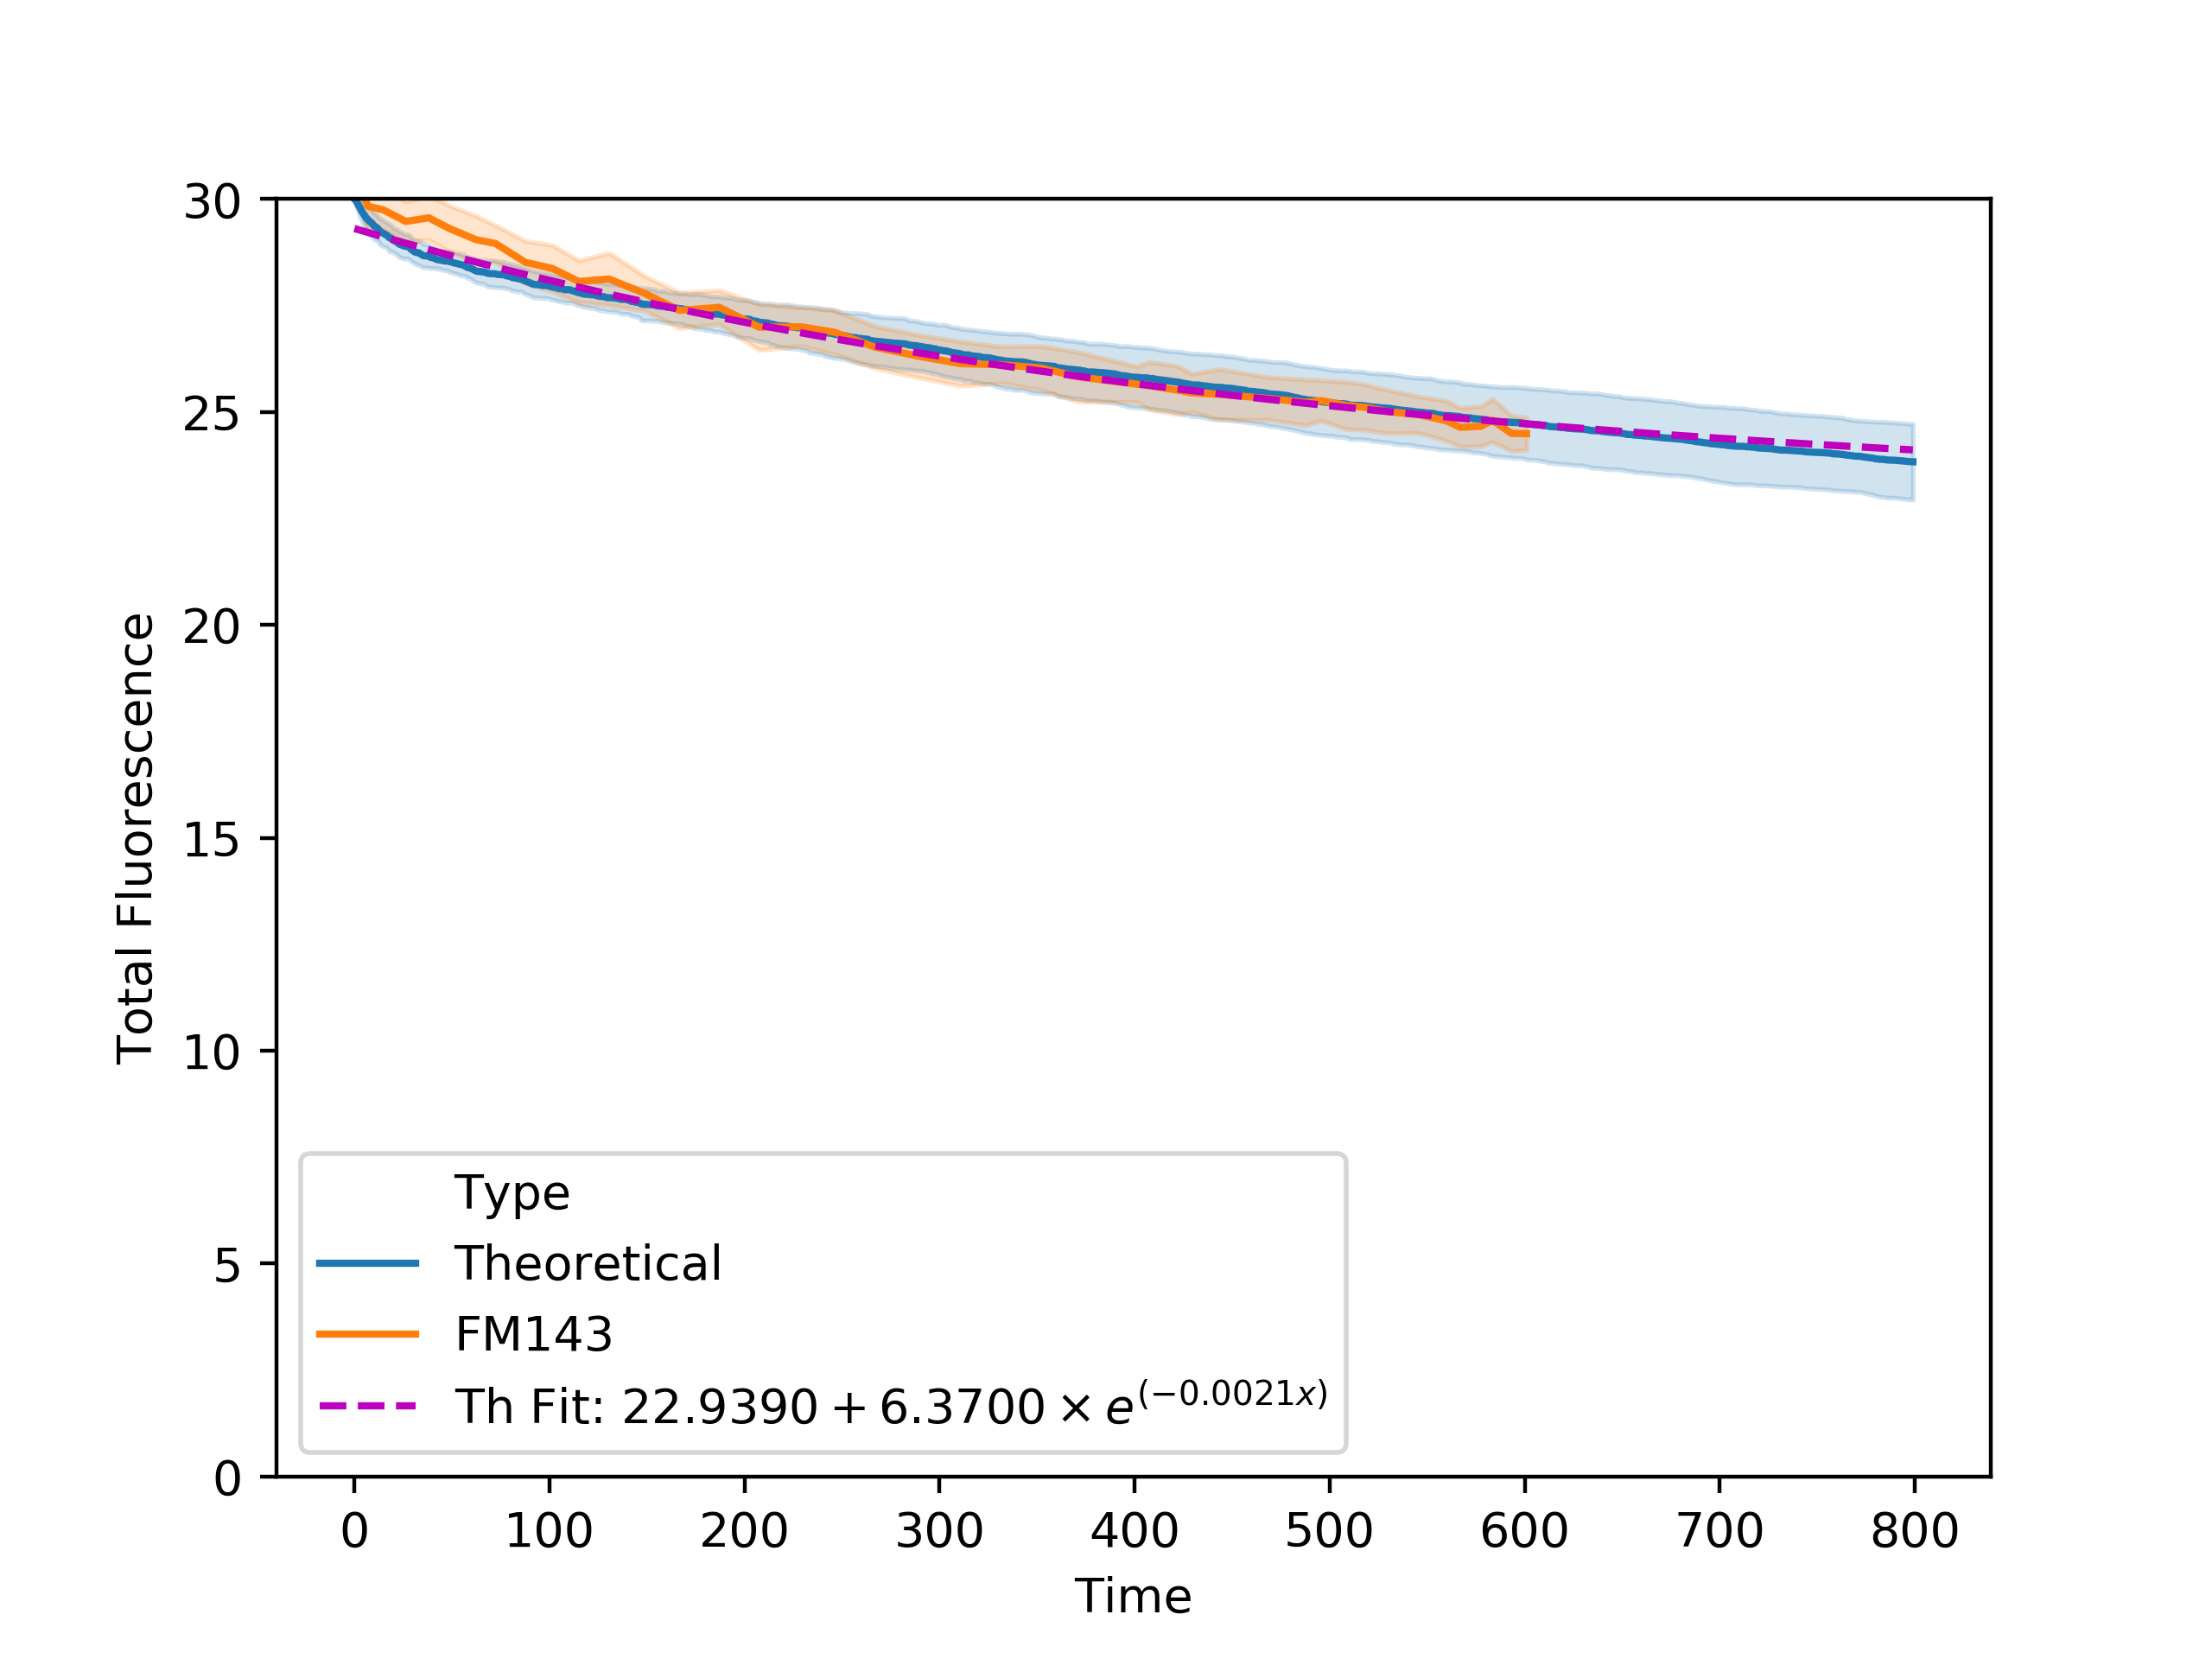 30
25
20
15
10
5
0
Total Fluorescence
Type
Theoretical
FM143
Th Fit: 22.9390 + 6.3700 × e^(−0.0021x)
0 100 200 300 400 500 600 700 800
Time